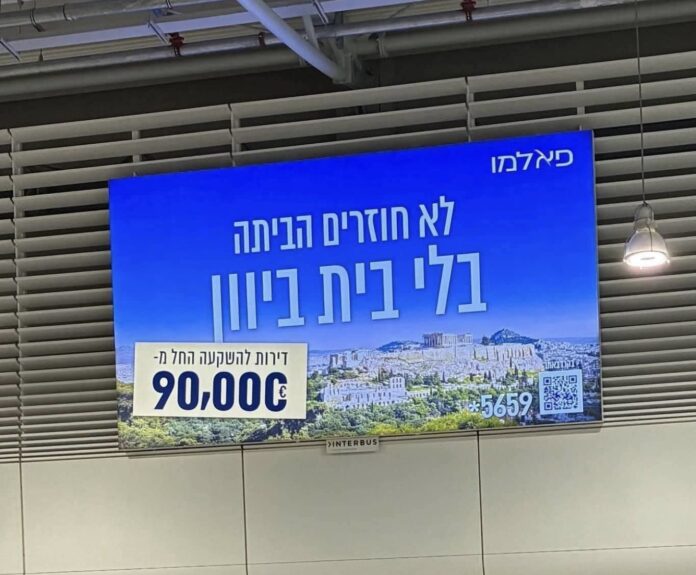 פאלמו
לא חוזרים הביתה
בלי בית ביוון
דירות להשקעה החל מ-
90,000€
*5659
INTERBUS